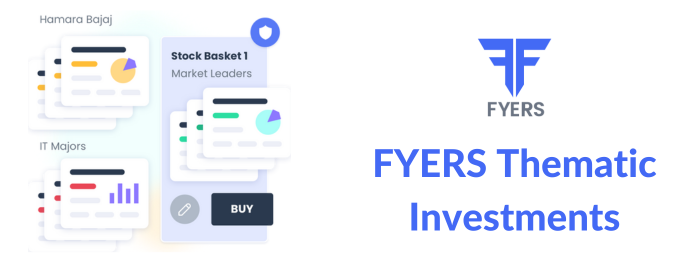 Hamara Bajaj
Stock Basket 1
Market Leaders
IT Majors
BUY
FYERS
FYERS Thematic
Investments